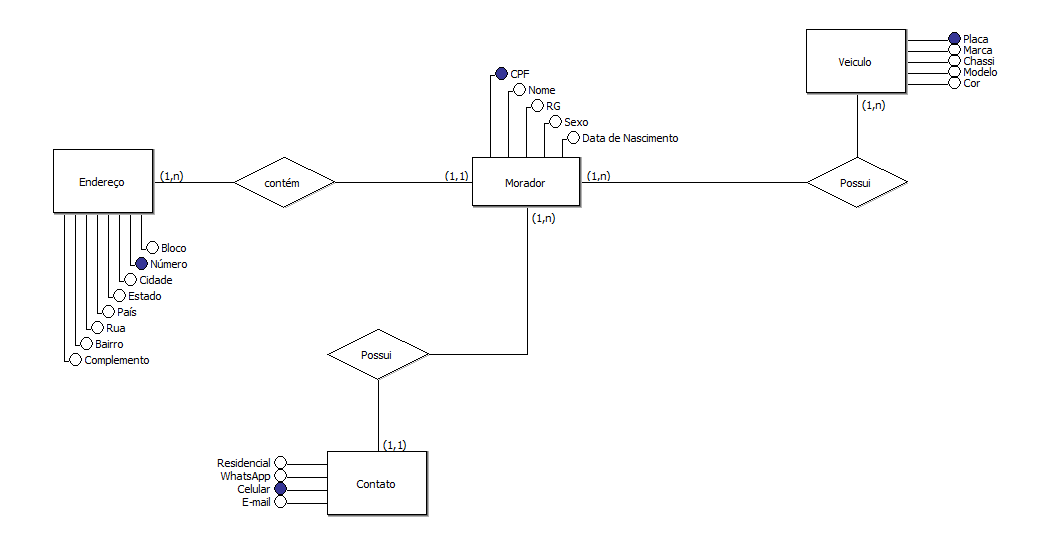 Placa
Marca
Veiculo
Chassi
Modelo
Cor
(1,n)
CPF
Nome
RG
Sexo
Data de Nascimento
Endereço
(1,n)
contém
(1,1)
Morador
(1,n)
Possui
(1,n)
Bloco
Número
Cidade
Estado
País
Rua
Bairro
Complemento
Possui
(1,1)
Residencial
WhatsApp
Celular
E-mail
Contato